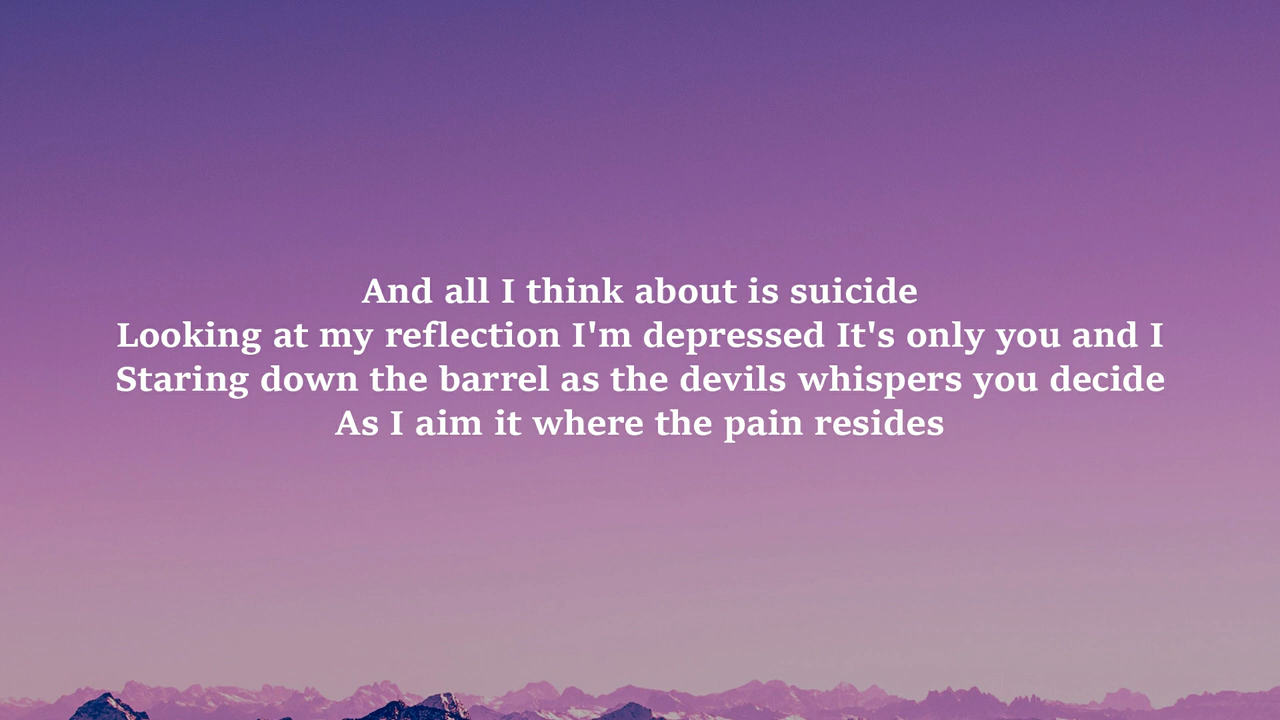 And all I think about is suicide
Looking at my reflection I'm depressed It's only you and I
Staring down the barrel as the devils whispers you decide
As I aim it where the pain resides